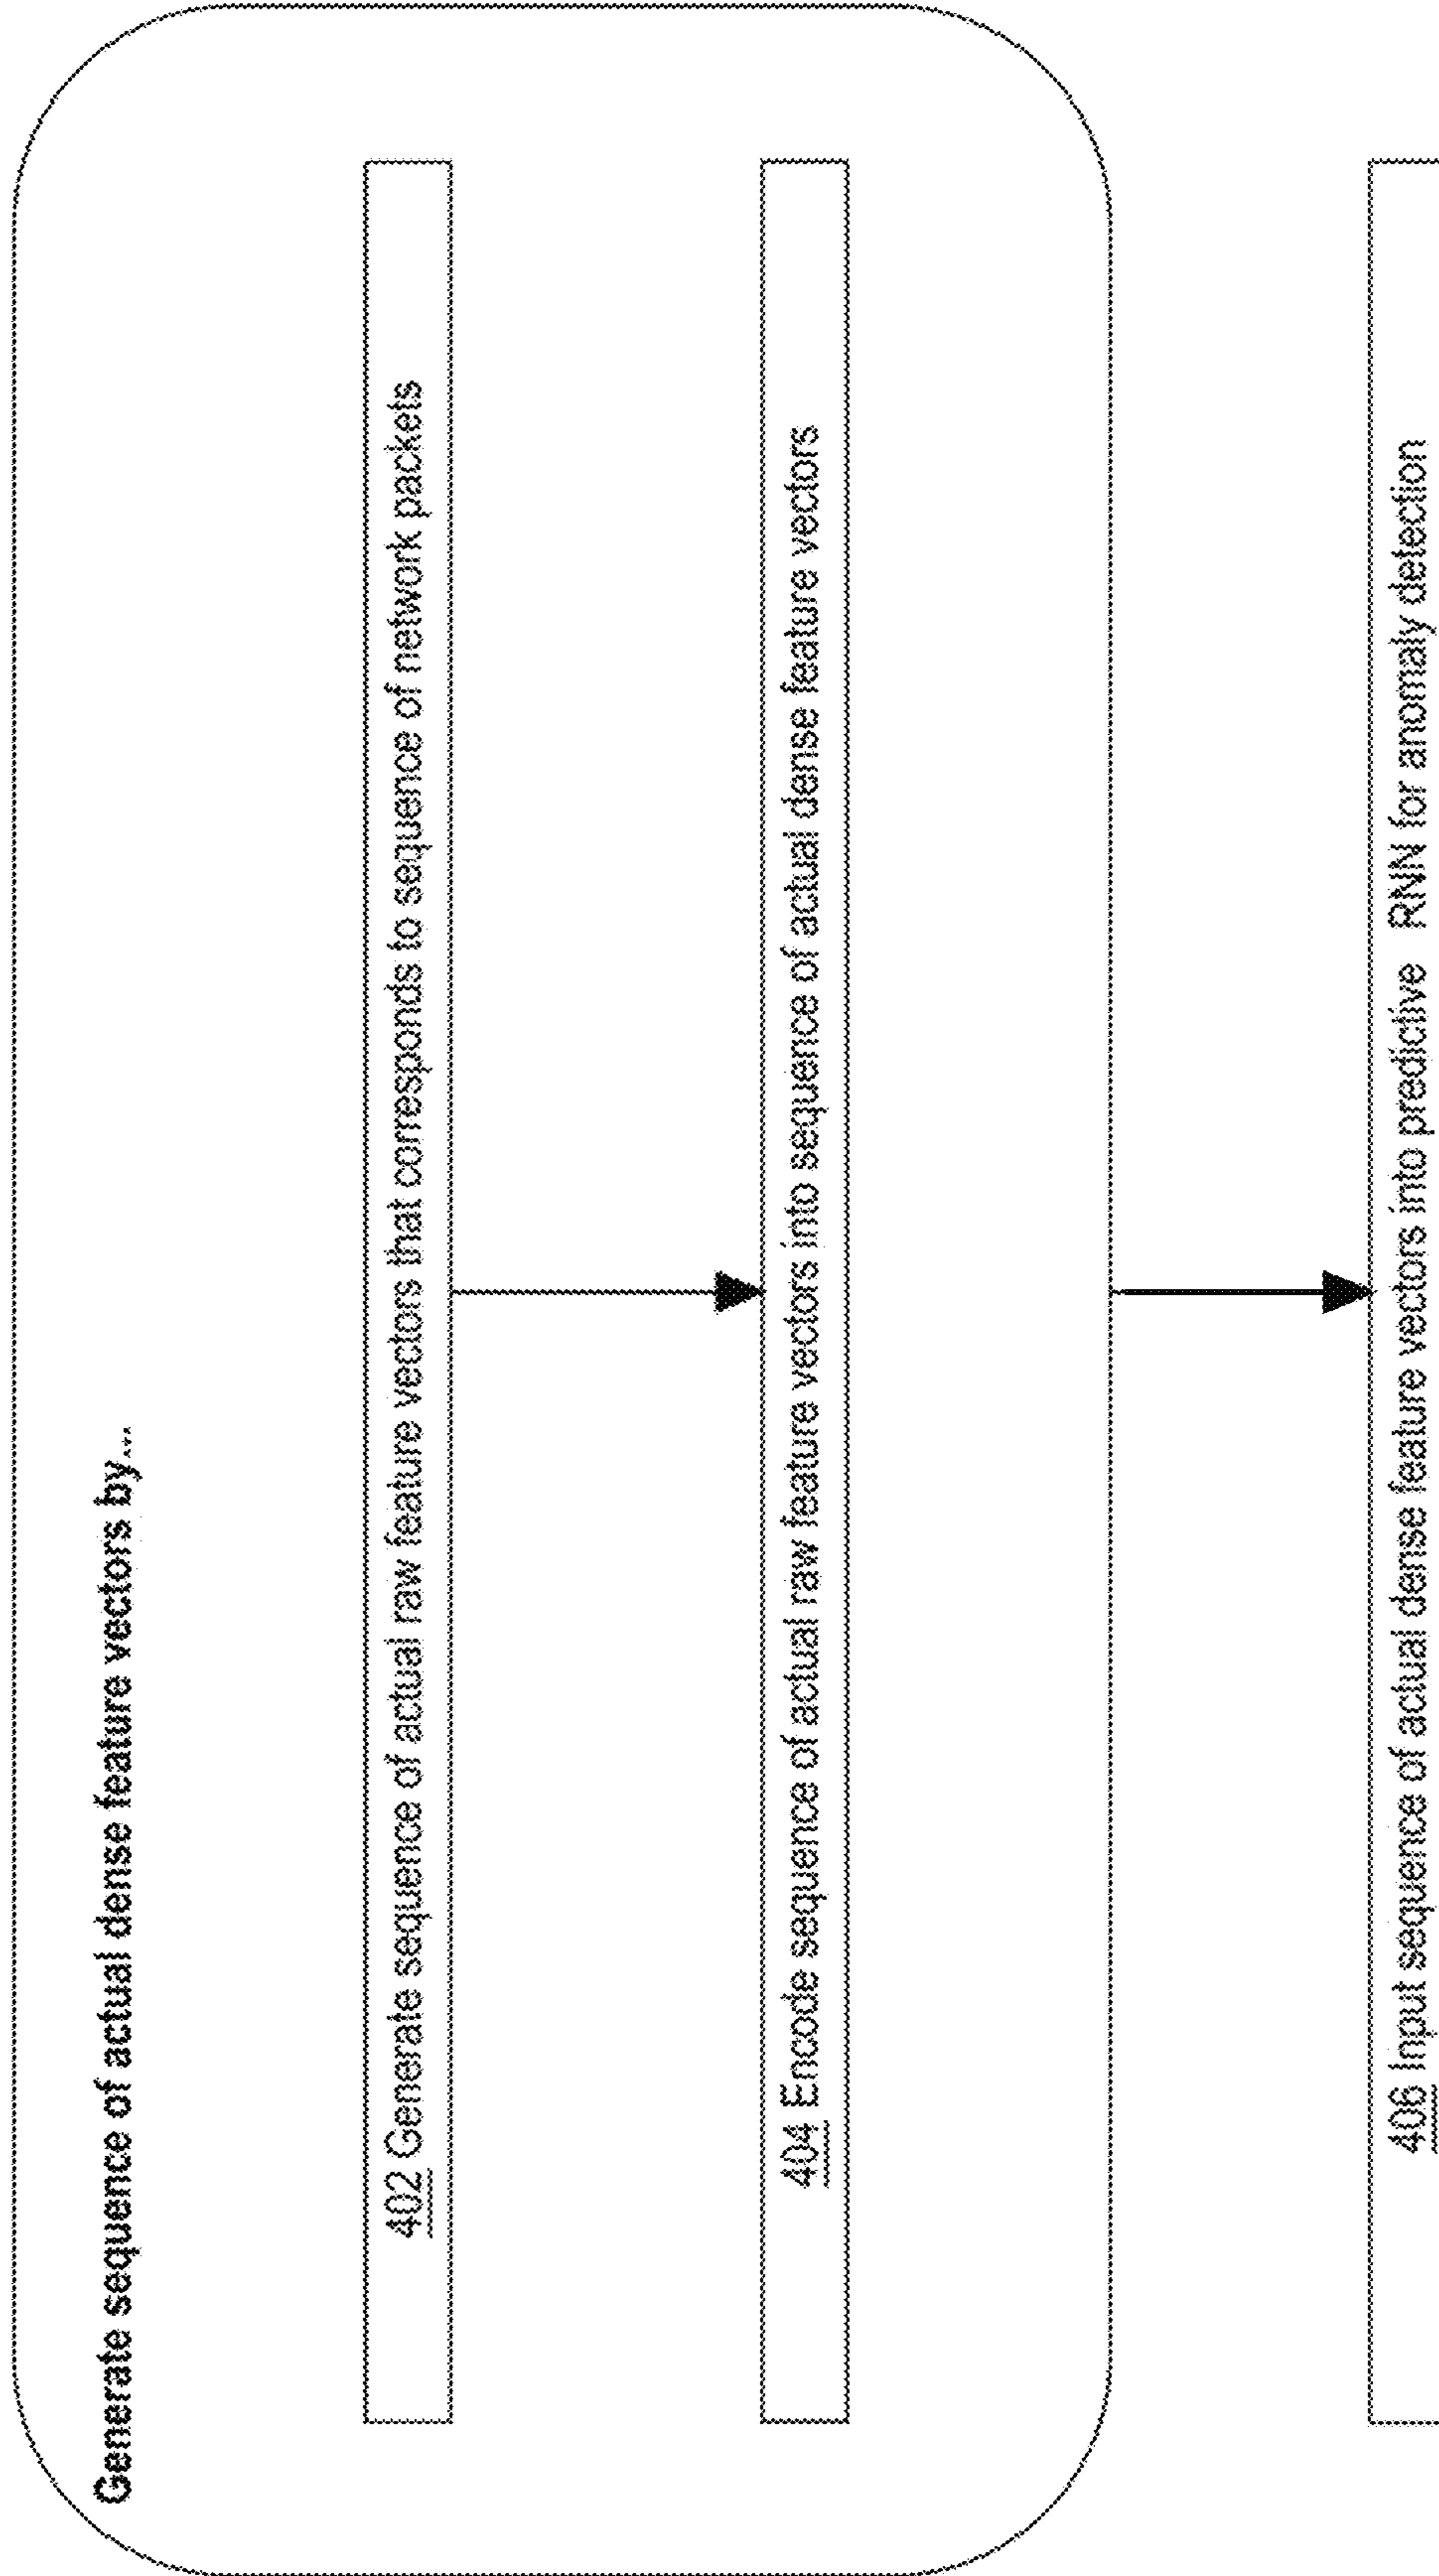 Generate sequence of actual dense feature vectors by...
402 Generate sequence of actual raw feature vectors that corresponds to sequence of network packets
404 Encode sequence of actual raw feature vectors into sequence of actual dense feature vectors
406 Input sequence of actual dense feature vectors into predictive RNN for anomaly detection